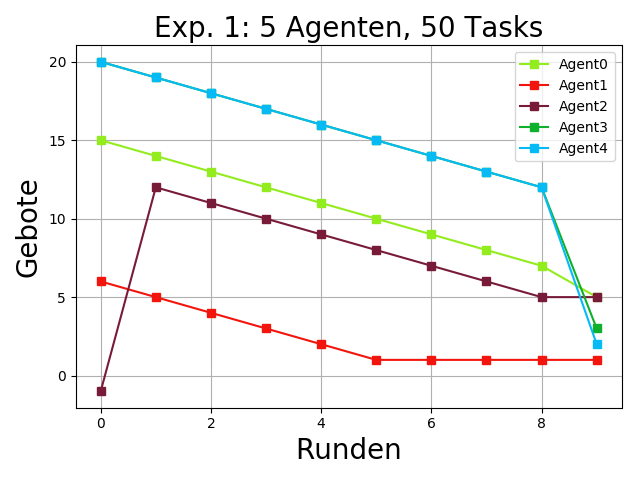 Exp. 1: 5 Agenten, 50 Tasks
Gebote
20
15
10
5
0
Agent0
Agent1
Agent2
Agent3
Agent4
0 2 4 6 8
Runden